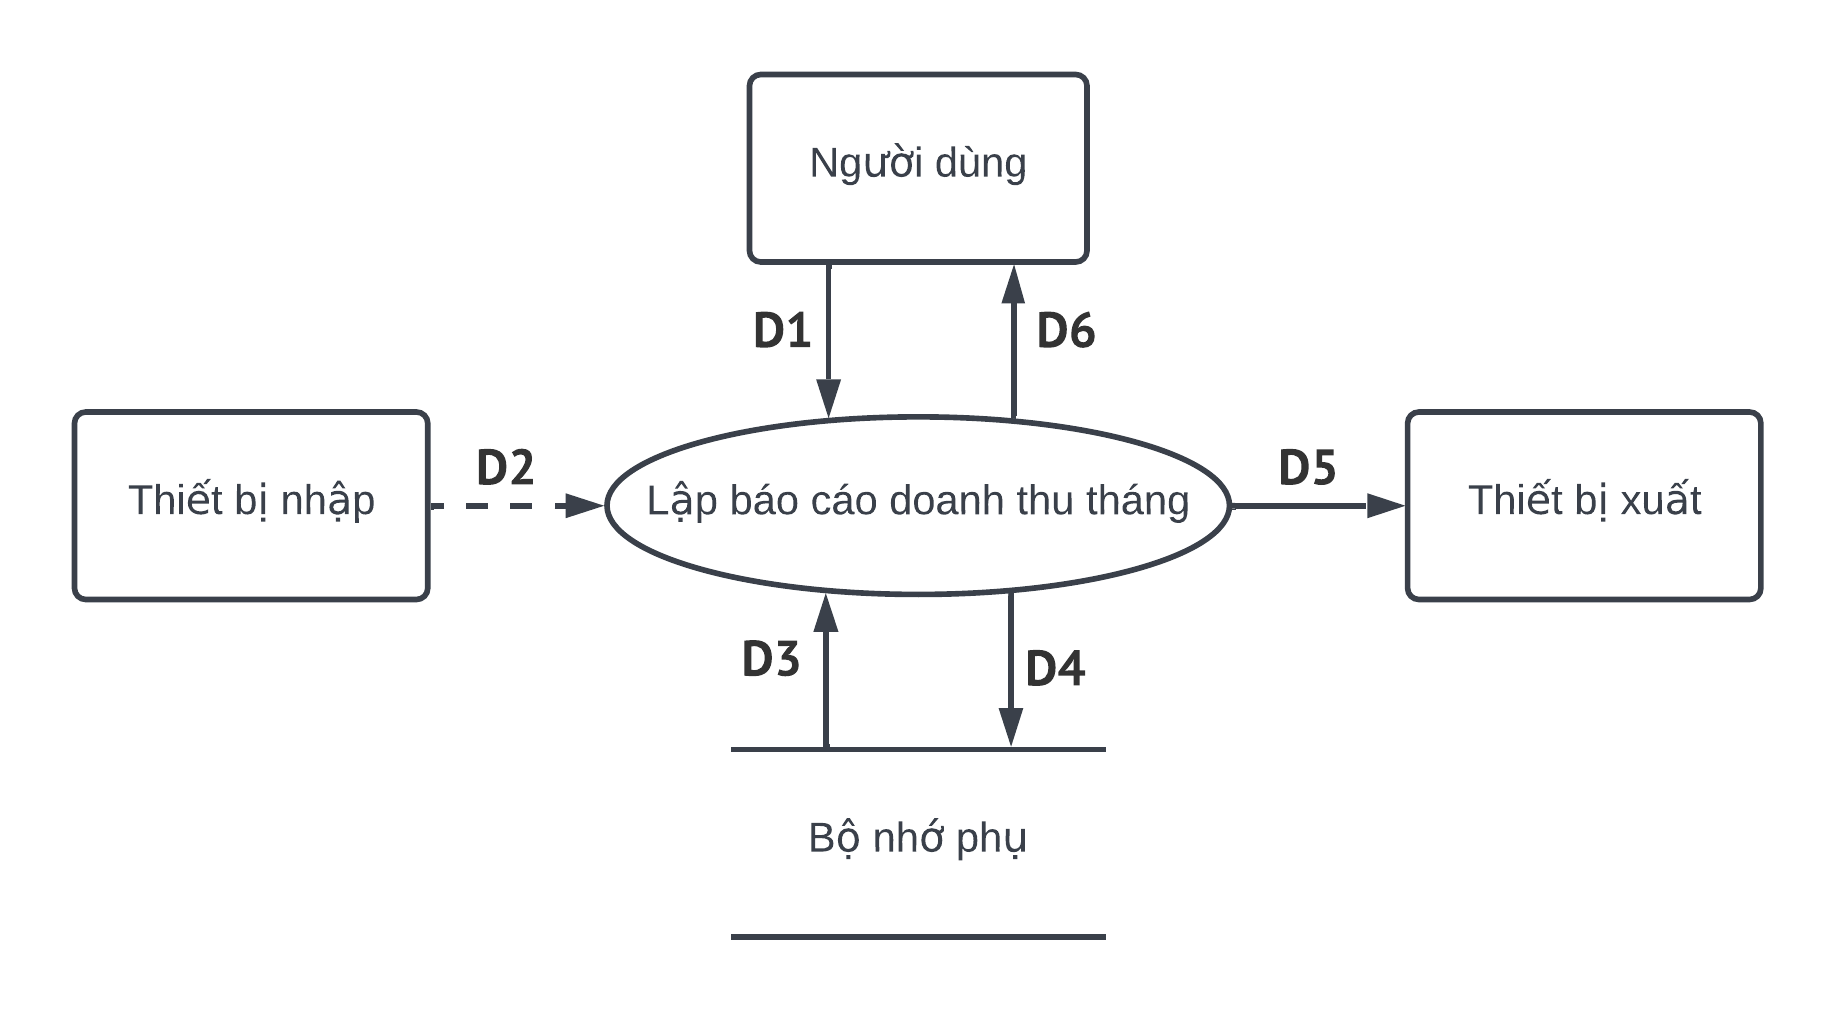 Người dùng
D1
D6
Thiết bị nhập
D2
Lập báo cáo doanh thu tháng
D5
Thiết bị xuất
D3
D4
Bộ nhớ phụ